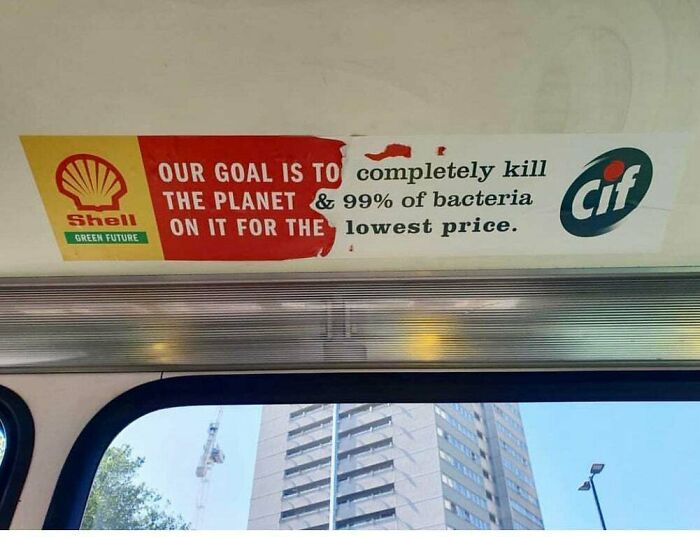 Shell
GREEN FUTURE
OUR GOAL IS TO completely kill
THE PLANET & 99% of bacteria
ON IT FOR THE lowest price.
Cif